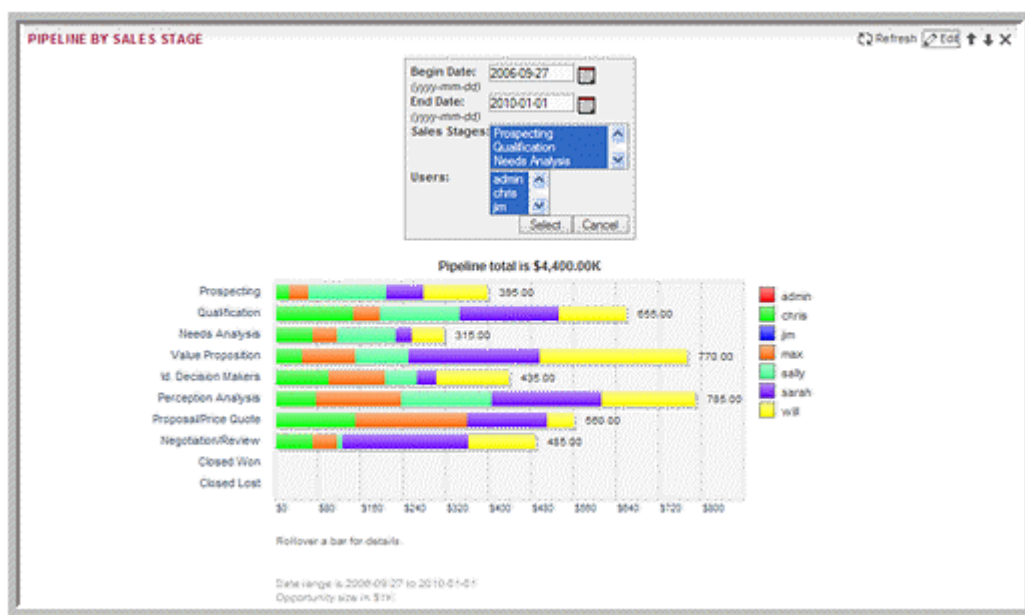 PIPELINE BY SALES STAGE
Refresh Edit
Begin Date: 2006-09-27
(yyyy-mm-dd)
End Date: 2010-01-01
(yyyy-mm-dd)
Sales Stages: Prospecting
Qualification
Needs Analysis
Users: admin
chris
jim
Select Cancel
Pipeline total is $4,400.00K
Prospecting 395.00
Qualification 655.00
Needs Analysis 315.00
Value Proposition 770.00
Id. Decision Makers 435.00
Perception Analysis 785.00
Proposal/Price Quote 560.00
Negotiation/Review 485.00
Closed Won
Closed Lost
admin
chris
jim
max
sally
sarah
will
$0 $80 $160 $240 $320 $400 $480 $560 $640 $720 $800
Rollover a bar for details.
Date range is 2006-09-27 to 2010-01-01
Opportunity size in $1K